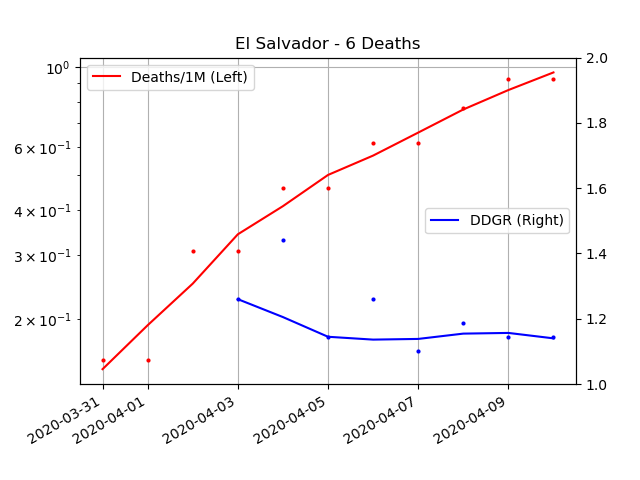 El Salvador - 6 Deaths
Deaths/1M (Left)
DDGR (Right)
10⁰
6 × 10⁻¹
4 × 10⁻¹
3 × 10⁻¹
2 × 10⁻¹
2.0
1.8
1.6
1.4
1.2
1.0
2020-03-31
2020-04-01
2020-04-03
2020-04-05
2020-04-07
2020-04-09